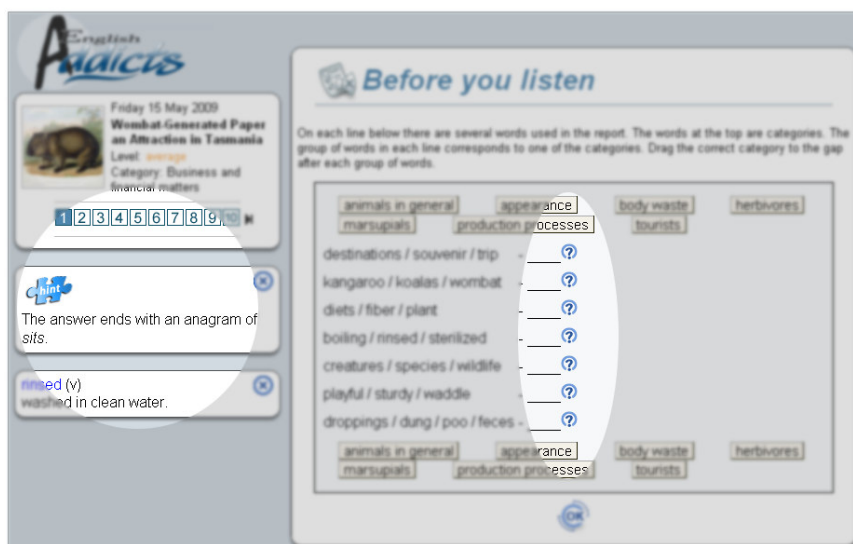 English
Addicts
Friday 15 May 2009
Wombat-Generated Paper
an Attraction in Tasmania
Level: average
Category: Business and
financial matters
1 2 3 4 5 6 7 8 9 10
hint
The answer ends with an anagram of
sits.
rinsed (v)
washed in clean water.
Before you listen
On each line below there are several words used in the report. The words at the top are categories. The
group of words in each line corresponds to one of the categories. Drag the correct category to the gap
after each group of words.
animals in general appearance body waste herbivores
marsupials production processes tourists
destinations / souvenir / trip - ____ ?
kangaroo / koalas / wombat - ____ ?
diets / fiber / plant - ____ ?
boiling / rinsed / sterilized - ____ ?
creatures / species / wildlife - ____ ?
playful / sturdy / waddle - ____ ?
droppings / dung / poo / feces - ____ ?
animals in general appearance body waste herbivores
marsupials production processes tourists
OK